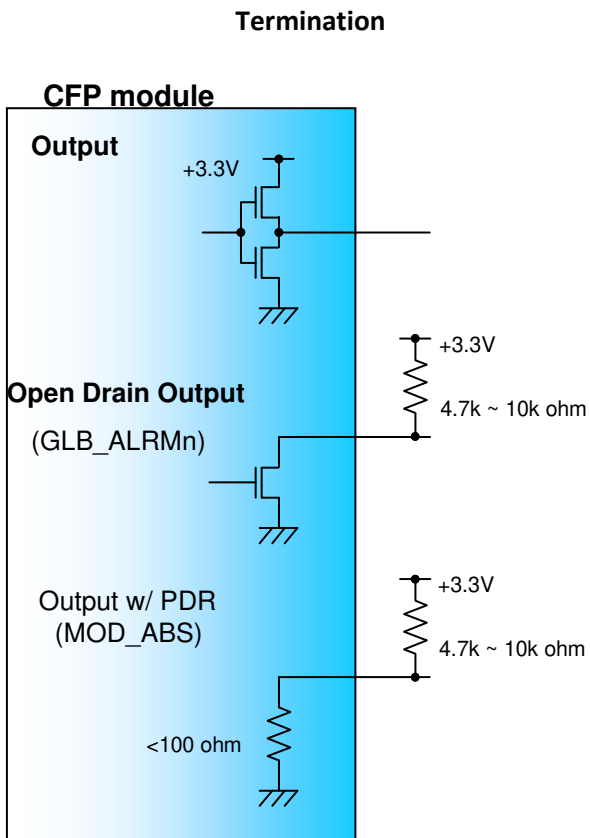 Termination
CFP module
Output
+3.3V
+3.3V
4.7k ~ 10k ohm
Open Drain Output
(GLB_ALRMn)
+3.3V
4.7k ~ 10k ohm
Output w/ PDR
(MOD_ABS)
<100 ohm